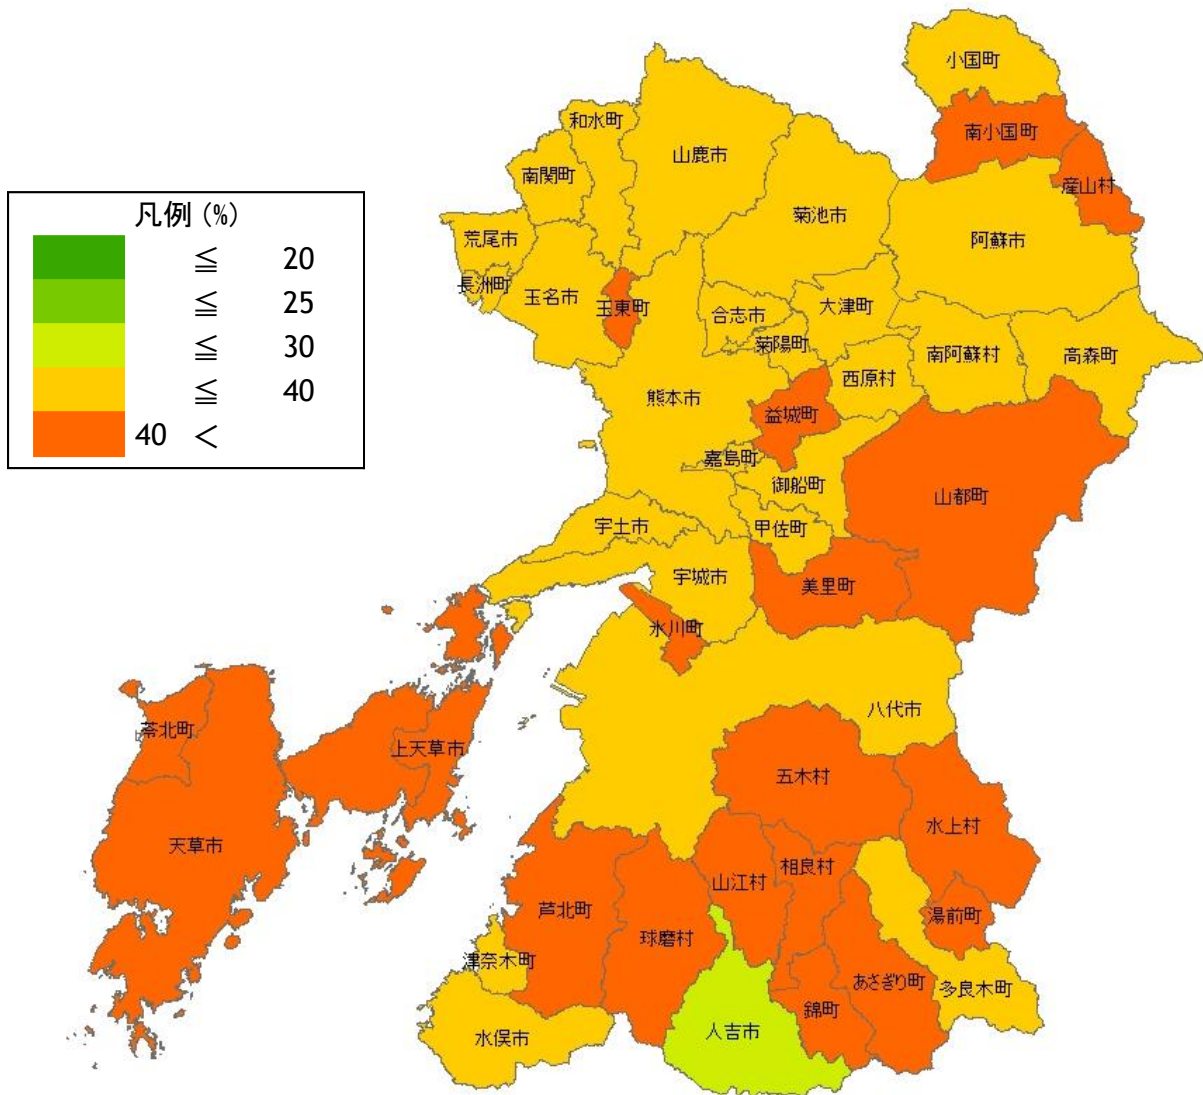 小国町
南小国町
産山村
和水町
山鹿市
南関町
菊池市
阿蘇市
荒尾市
長洲町
玉名市
玉東町
合志市
大津町
菊陽町
南阿蘇村
高森町
西原村
熊本市
益城町
嘉島町
御船町
山都町
宇土市
甲佐町
宇城市
美里町
氷川町
八代市
苓北町
上天草市
五木村
天草市
水上村
山江村
相良村
芦北町
球磨村
湯前町
津奈木町
あさぎり町
多良木町
錦町
水俣市
人吉市
凡例 (%)
≦ 20
≦ 25
≦ 30
≦ 40
40 <